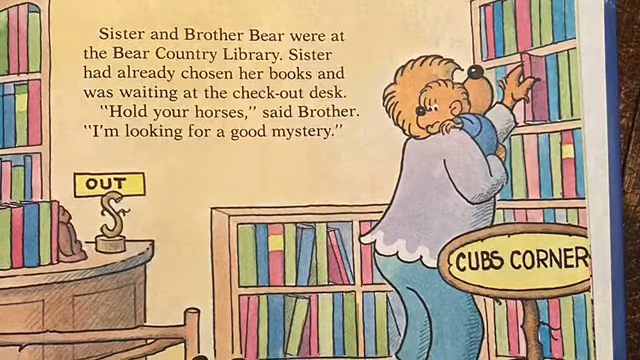 Sister and Brother Bear were at
the Bear Country Library. Sister
had already chosen her books and
was waiting at the check-out desk.
"Hold your horses," said Brother.
"I'm looking for a good mystery."
OUT
CUBS CORNER